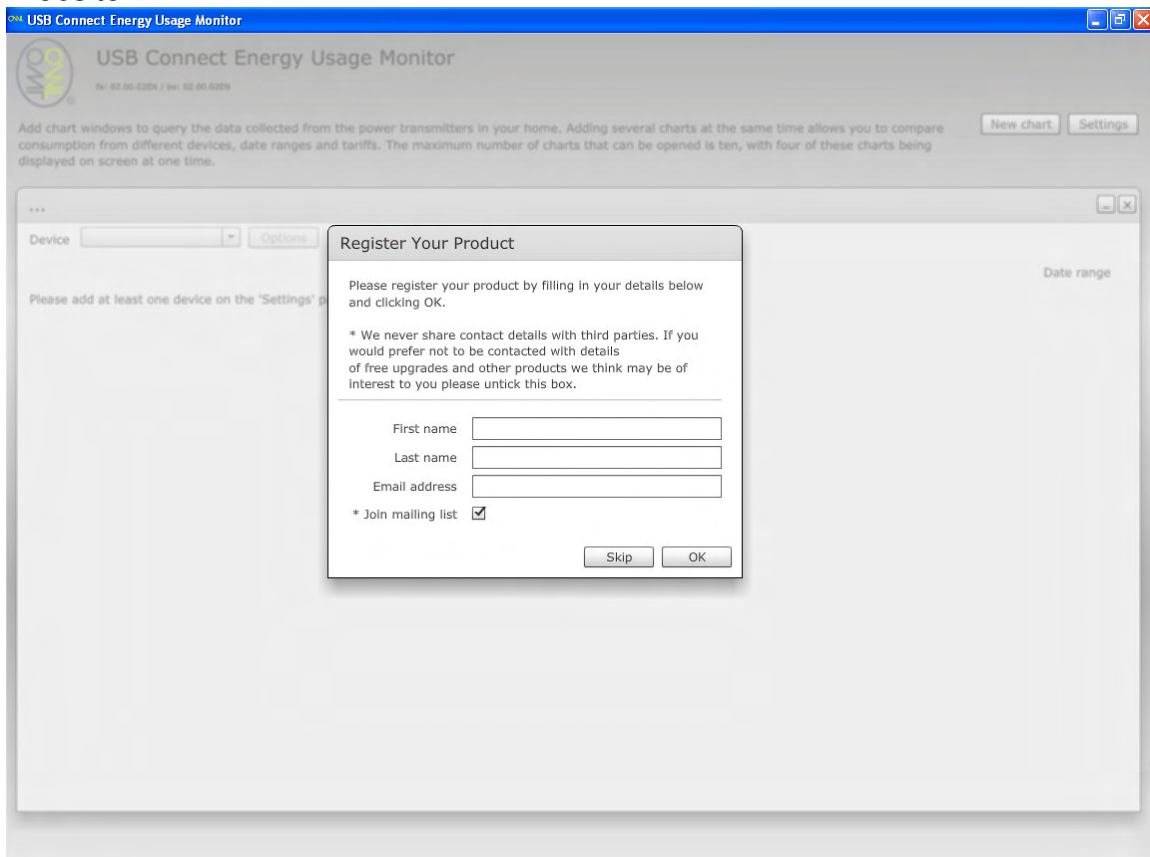 OWL USB Connect Energy Usage Monitor
OWL
USB Connect Energy Usage Monitor
Add chart windows to query the data collected from the power transmitters in your home. Adding several charts at the same time allows you to compare
consumption from different devices, date ranges and tariffs. The maximum number of charts that can be opened is ten, with four of these charts being
displayed on screen at one time.
New chart Settings
...
Device Options
Date range
Please add at least one device on the 'Settings' p
Register Your Product
Please register your product by filling in your details below
and clicking OK.
* We never share contact details with third parties. If you
would prefer not to be contacted with details
of free upgrades and other products we think may be of
interest to you please untick this box.
First name
Last name
Email address
* Join mailing list
Skip OK